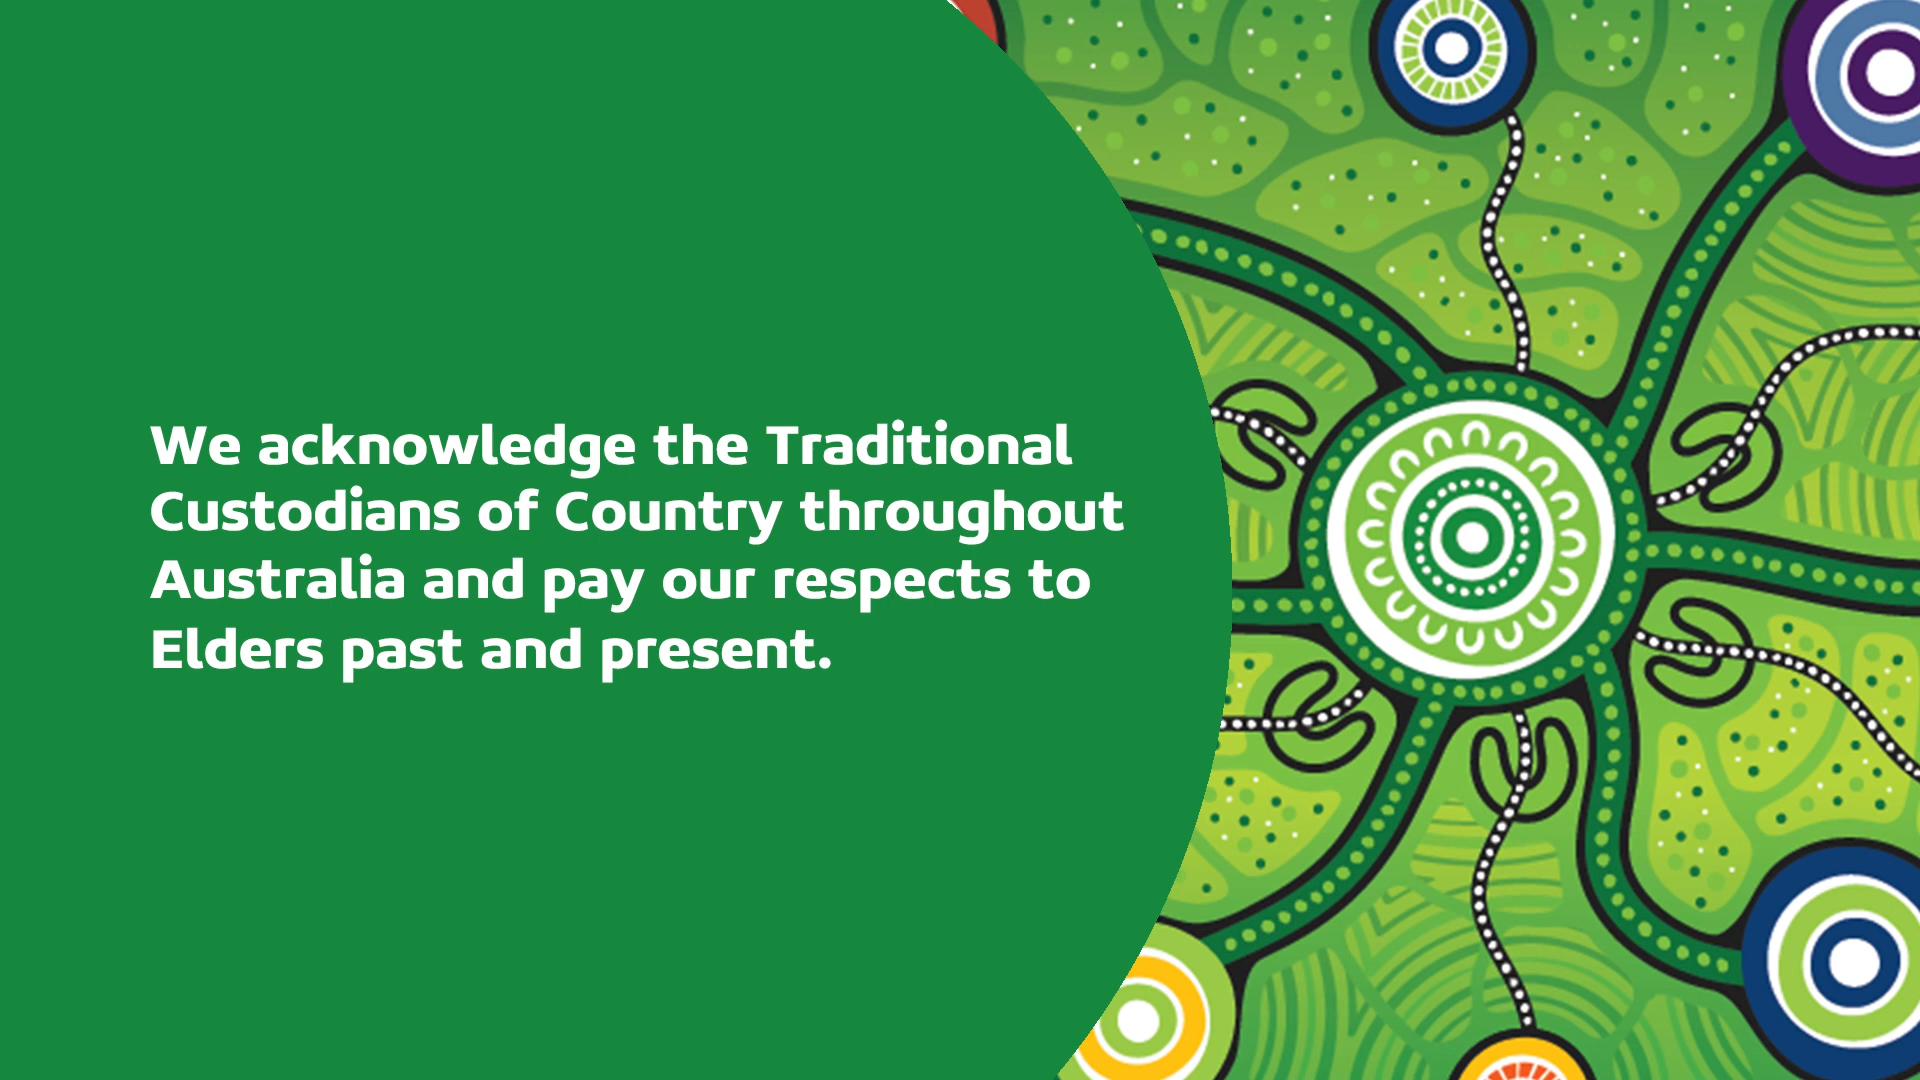 We acknowledge the Traditional
Custodians of Country throughout
Australia and pay our respects to
Elders past and present.